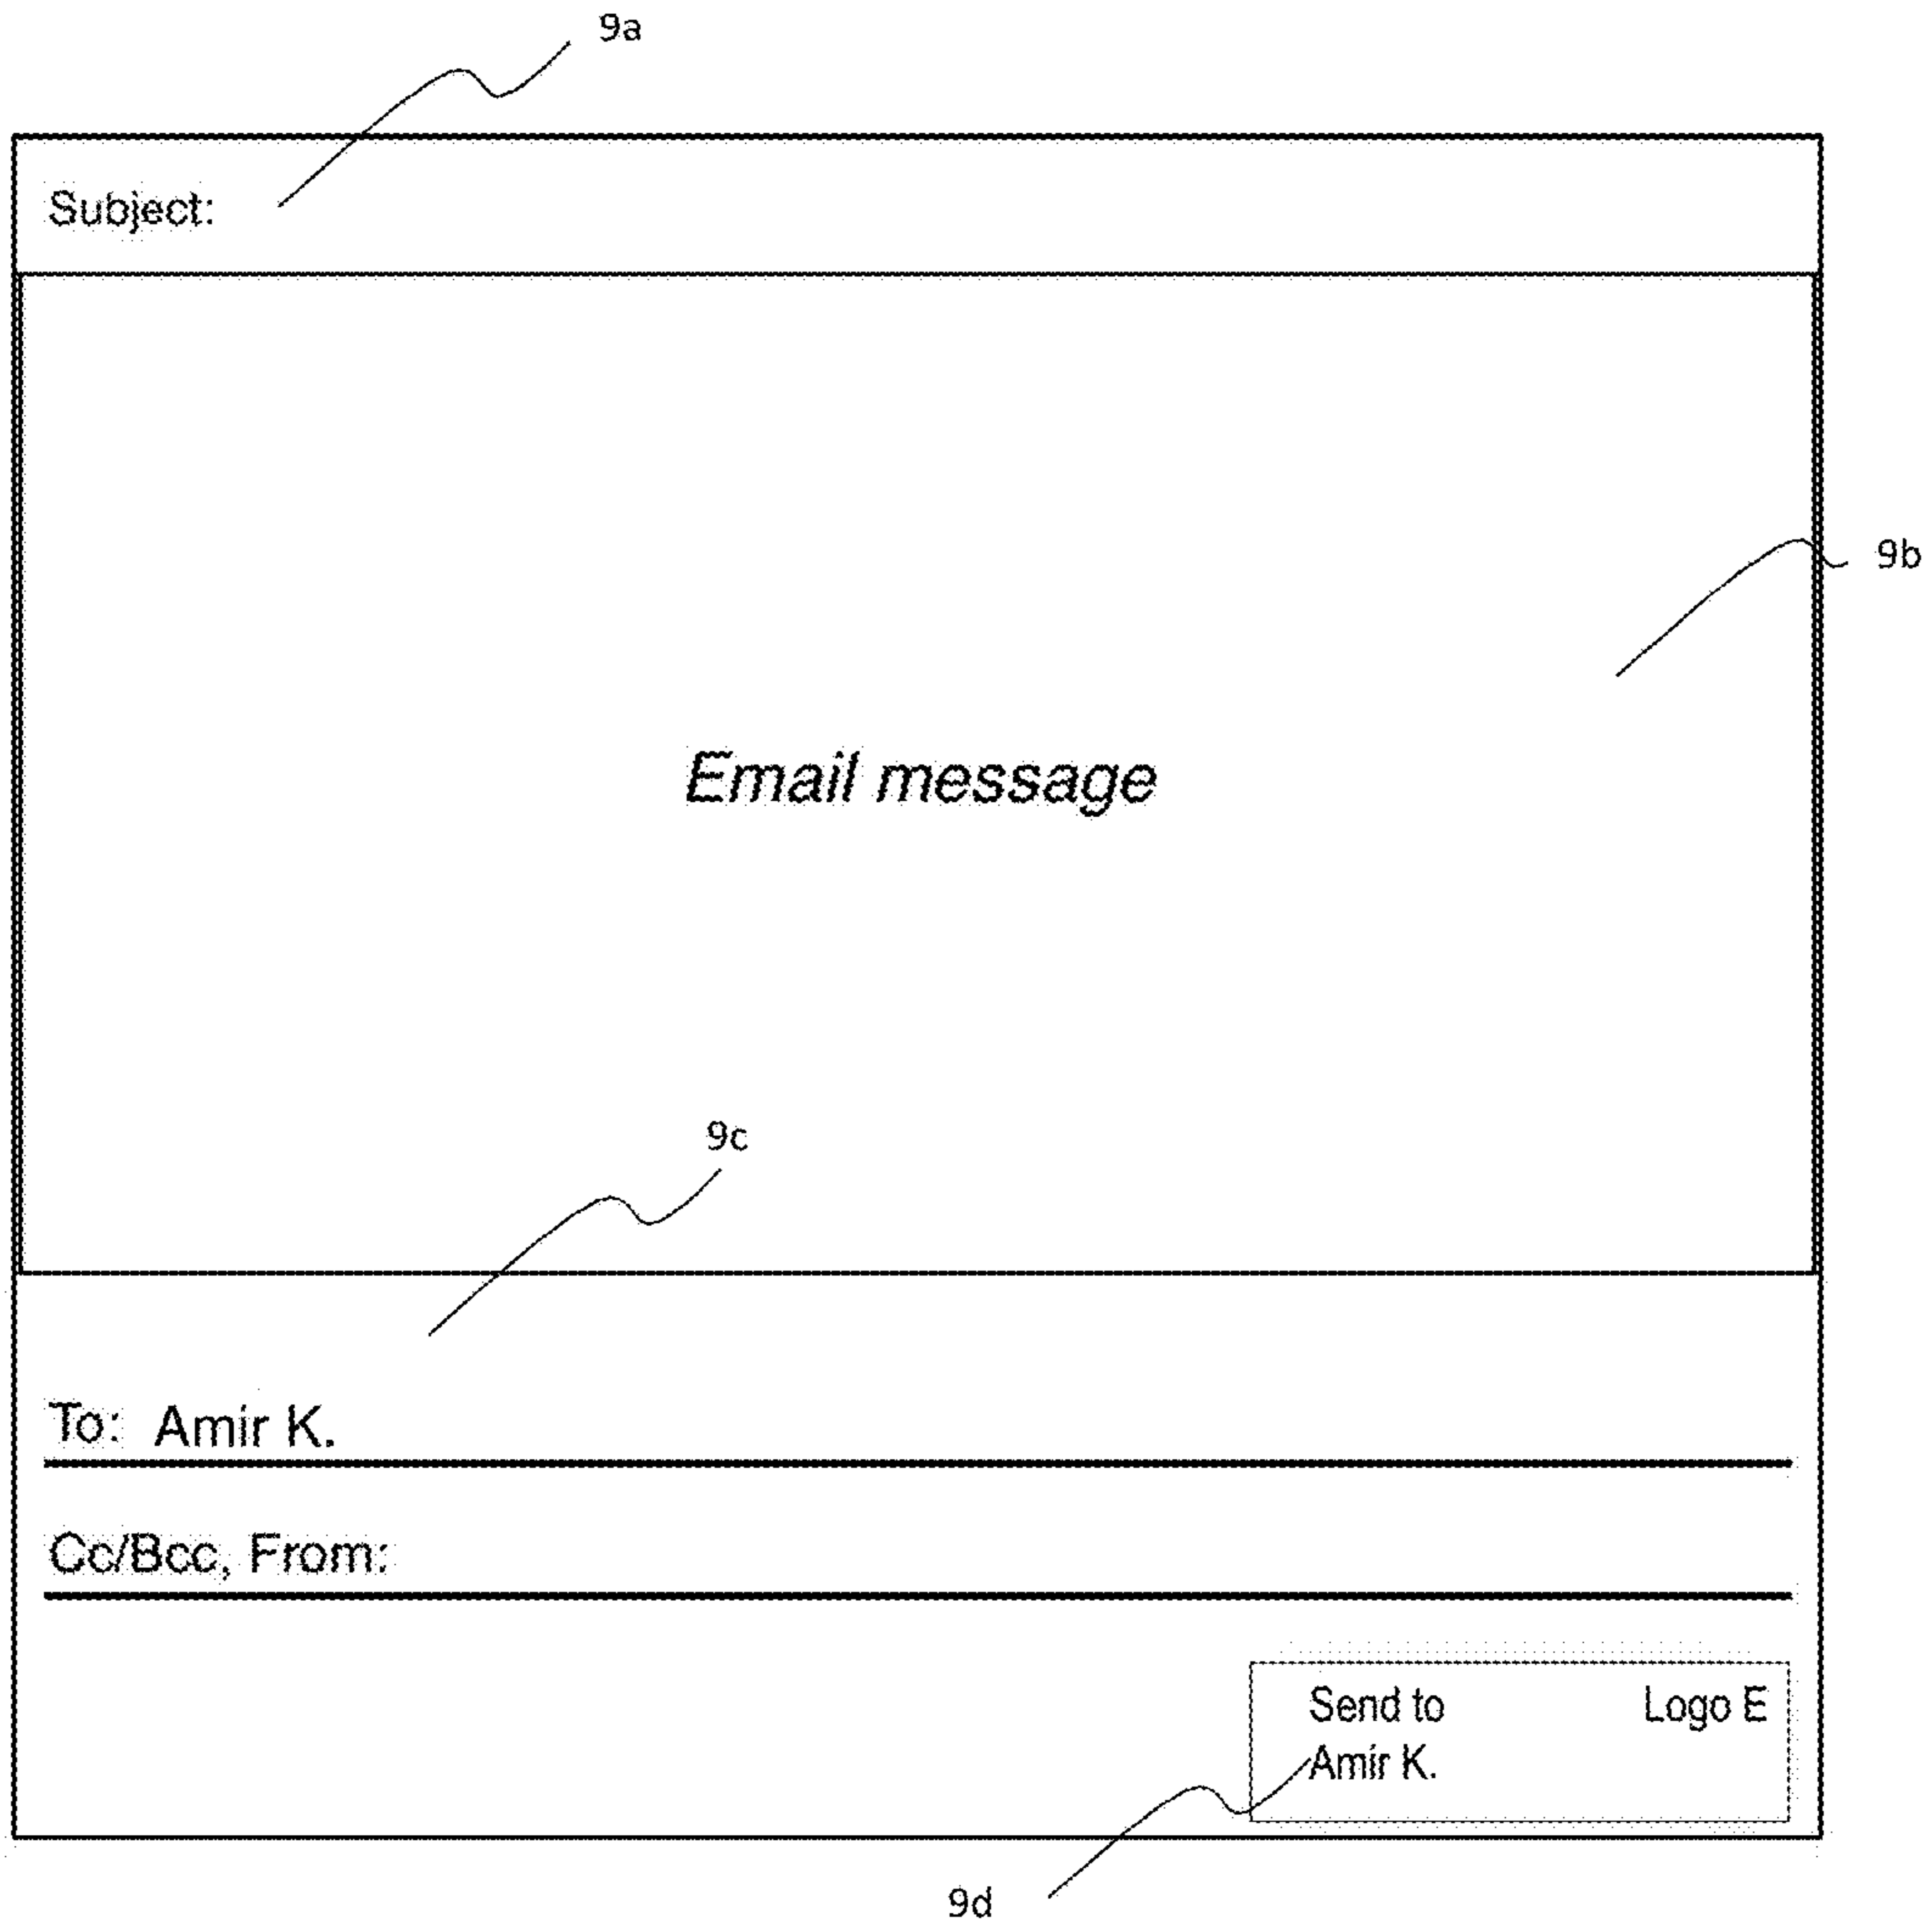 9a
Subject:
9b
Email message
9c
To: Amir K.
Cc/Bcc, From:
Send to Logo E
Amir K.
9d